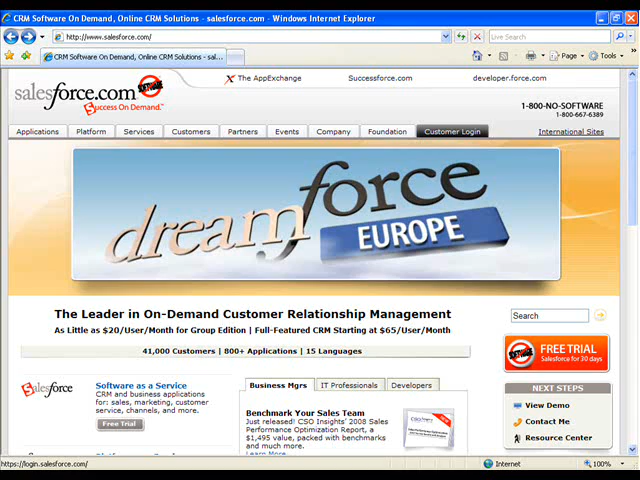 CRM Software On Demand, Online CRM Solutions - salesforce.com - Windows Internet Explorer
http://www.salesforce.com/
Live Search
CRM Software On Demand, Online CRM Solutions - sal...
Page
Tools
salesforce.com
Success On Demand.™
SOFTWARE
The AppExchange
Successforce.com
developer.force.com
1-800-NO-SOFTWARE
1-800-667-6389
Applications
Platform
Services
Customers
Partners
Events
Company
Foundation
Customer Login
International Sites
dreamforce
EUROPE
The Leader in On-Demand Customer Relationship Management
As Little as $20/User/Month for Group Edition | Full-Featured CRM Starting at $65/User/Month
41,000 Customers | 800+ Applications | 15 Languages
Search
SOFTWARE
FREE TRIAL
Salesforce for 30 days
NEXT STEPS
View Demo
Contact Me
Resource Center
Salesforce
Software as a Service
CRM and business applications
for: sales, marketing, customer
service, channels, and more.
Free Trial
Business Mgrs
IT Professionals
Developers
Benchmark Your Sales Team
Just released! CSO Insights' 2008 Sales
Performance Optimization Report, a
$1,495 value, packed with benchmarks
and much more.
Learn More
https://login.salesforce.com/
Internet
100%